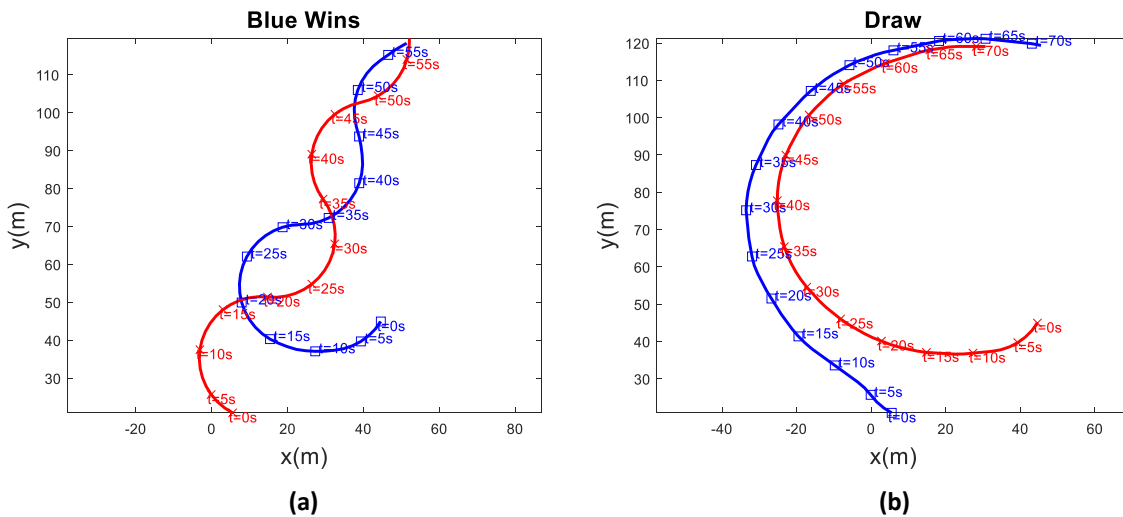 Blue Wins
110
100
90
80
70
60
50
40
30
y(m)
-20
0
20
40
60
80
x(m)
t=0s
t=5s
t=10s
t=15s
t=20s
t=25s
t=30s
t=35s
t=40s
t=45s
t=50s
t=55s
t=0s
t=5s
t=10s
t=15s
t=20s
t=25s
t=30s
t=35s
t=40s
t=45s
t=50s
t=55s
(a)
Draw
120
110
100
90
80
70
60
50
40
30
y(m)
-40
-20
0
20
40
60
x(m)
t=0s
t=5s
t=10s
t=15s
t=20s
t=25s
t=30s
t=35s
t=40s
t=45s
t=50s
t=55s
t=60s
t=65s
t=70s
t=0s
t=5s
t=10s
t=15s
t=20s
t=25s
t=30s
t=35s
t=40s
t=45s
t=50s
t=55s
t=60s
t=65s
t=70s
(b)